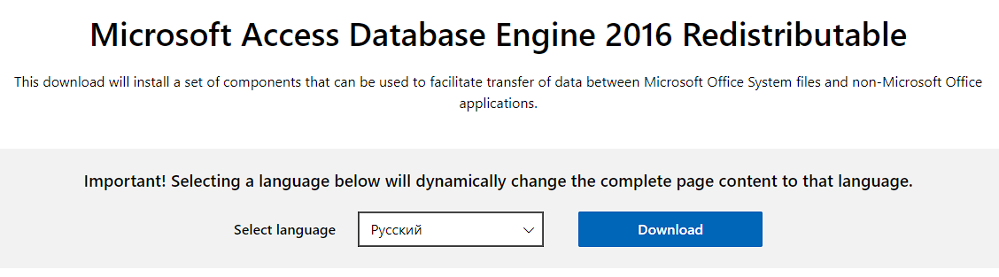 Microsoft Access Database Engine 2016 Redistributable
This download will install a set of components that can be used to facilitate transfer of data between Microsoft Office System files and non-Microsoft Office
applications.
Important! Selecting a language below will dynamically change the complete page content to that language.
Select language Русский Download